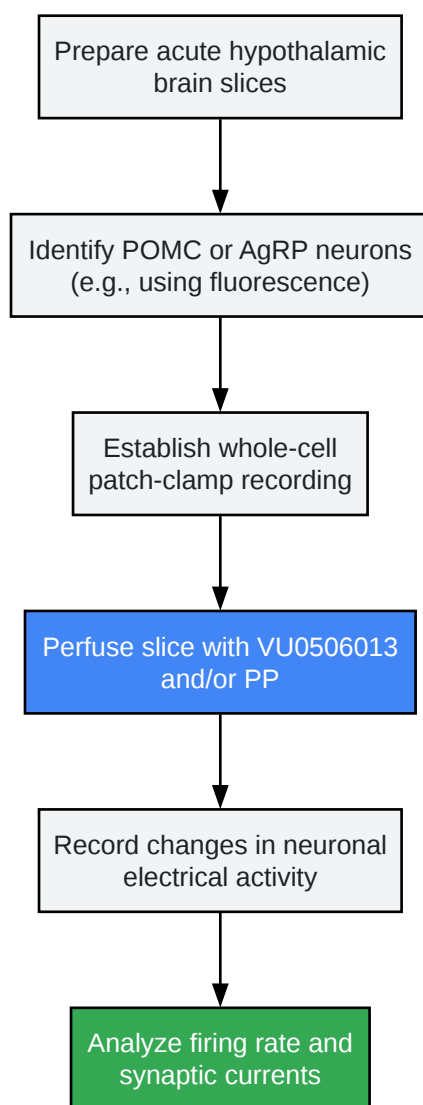 Prepare acute hypothalamic
brain slices
Identify POMC or AgRP neurons
(e.g., using fluorescence)
Establish whole-cell
patch-clamp recording
Perfuse slice with VU0506013
and/or PP
Record changes in neuronal
electrical activity
Analyze firing rate and
synaptic currents